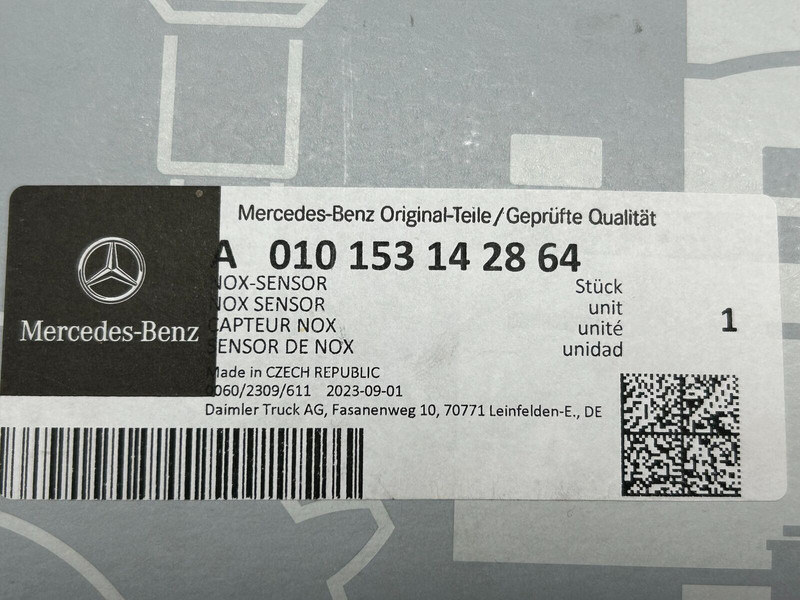 Mercedes-Benz Original-Teile/Geprüfte Qualität
A 010 153 14 28 64
NOX-SENSOR Stück
NOX SENSOR unit
CAPTEUR NOX unité 1
SENSOR DE NOX unidad
Mercedes-Benz
Made in CZECH REPUBLIC
0060/2309/611 2023-09-01
Daimler Truck AG, Fasanenweg 10, 70771 Leinfelden-E., DE